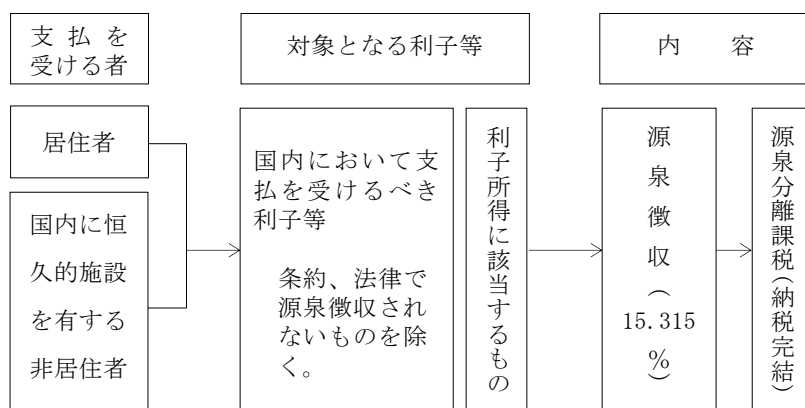 支払を
受ける者
対象となる利子等
内容
居住者
国内に恒
久的施設
を有する
非居住者
国内において支
払を受けるべき
利子等
条約、法律で
源泉徴収され
ないものを除
く。
利子所得に該当するもの
源泉徴収(15.315%)
源泉分離課税(納税完結)